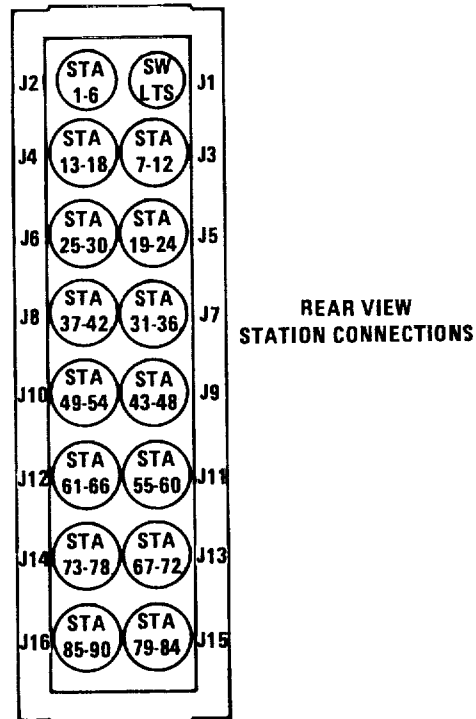 J2 STA 1-6 SW LTS J1
J4 STA 13-18 STA 7-12 J3
J6 STA 25-30 STA 19-24 J5
J8 STA 37-42 STA 31-36 J7
REAR VIEW
STATION CONNECTIONS
J10 STA 49-54 STA 43-48 J9
J12 STA 61-66 STA 55-60 J11
J14 STA 73-78 STA 67-72 J13
J16 STA 85-90 STA 79-84 J15